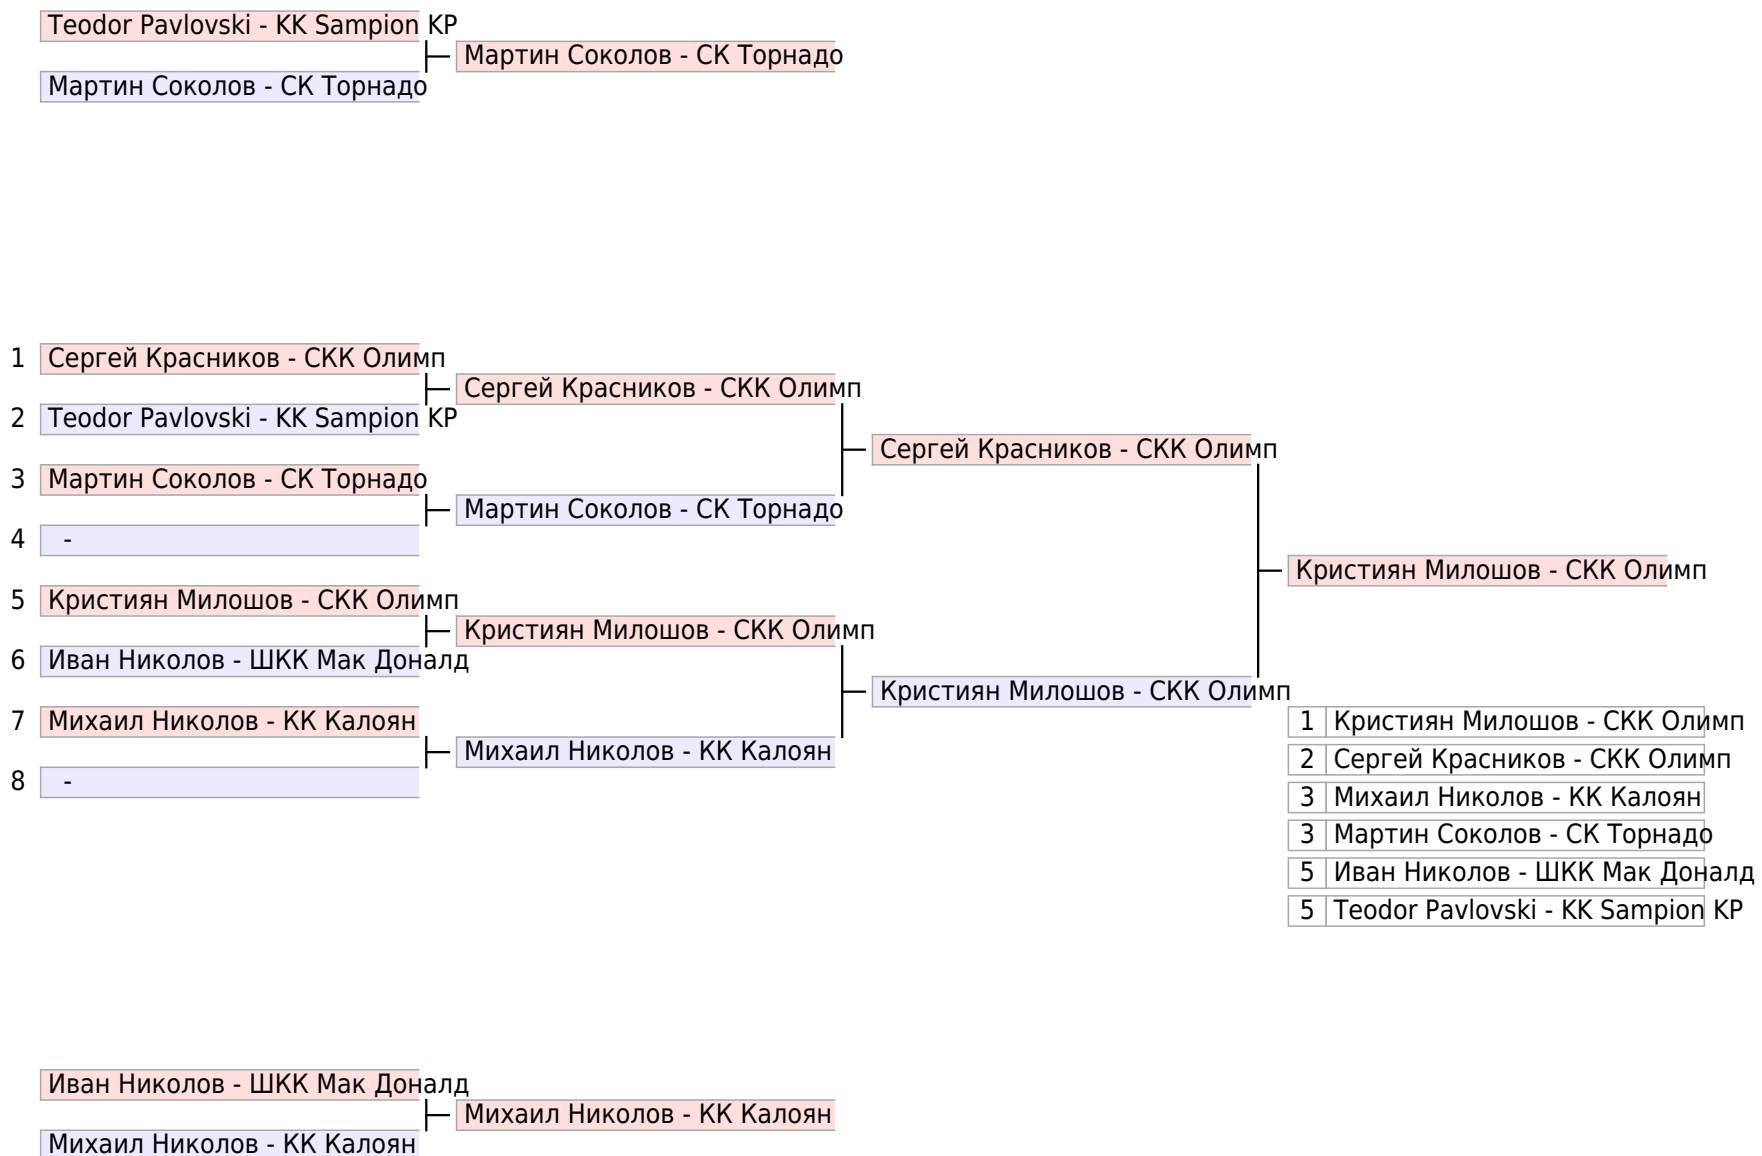 Teodor Pavlovski - KK Sampion KP
Мартин Соколов - СК Торнадо
Мартин Соколов - СК Торнадо
1 Сергей Красников - СКК Олимп
Сергей Красников - СКК Олимп
2 Teodor Pavlovski - KK Sampion KP
Сергей Красников - СКК Олимп
3 Мартин Соколов - СК Торнадо
Мартин Соколов - СК Торнадо
4 -
Кристиян Милошов - СКК Олимп
5 Кристиян Милошов - СКК Олимп
Кристиян Милошов - СКК Олимп
6 Иван Николов - ШКК Мак Доналд
Кристиян Милошов - СКК Олимп
7 Михаил Николов - КК Калоян
Михаил Николов - КК Калоян
8 -
1 Кристиян Милошов - СКК Олимп
2 Сергей Красников - СКК Олимп
3 Михаил Николов - КК Калоян
3 Мартин Соколов - СК Торнадо
5 Иван Николов - ШКК Мак Доналд
5 Teodor Pavlovski - KK Sampion KP
Иван Николов - ШКК Мак Доналд
Михаил Николов - КК Калоян
Михаил Николов - КК Калоян